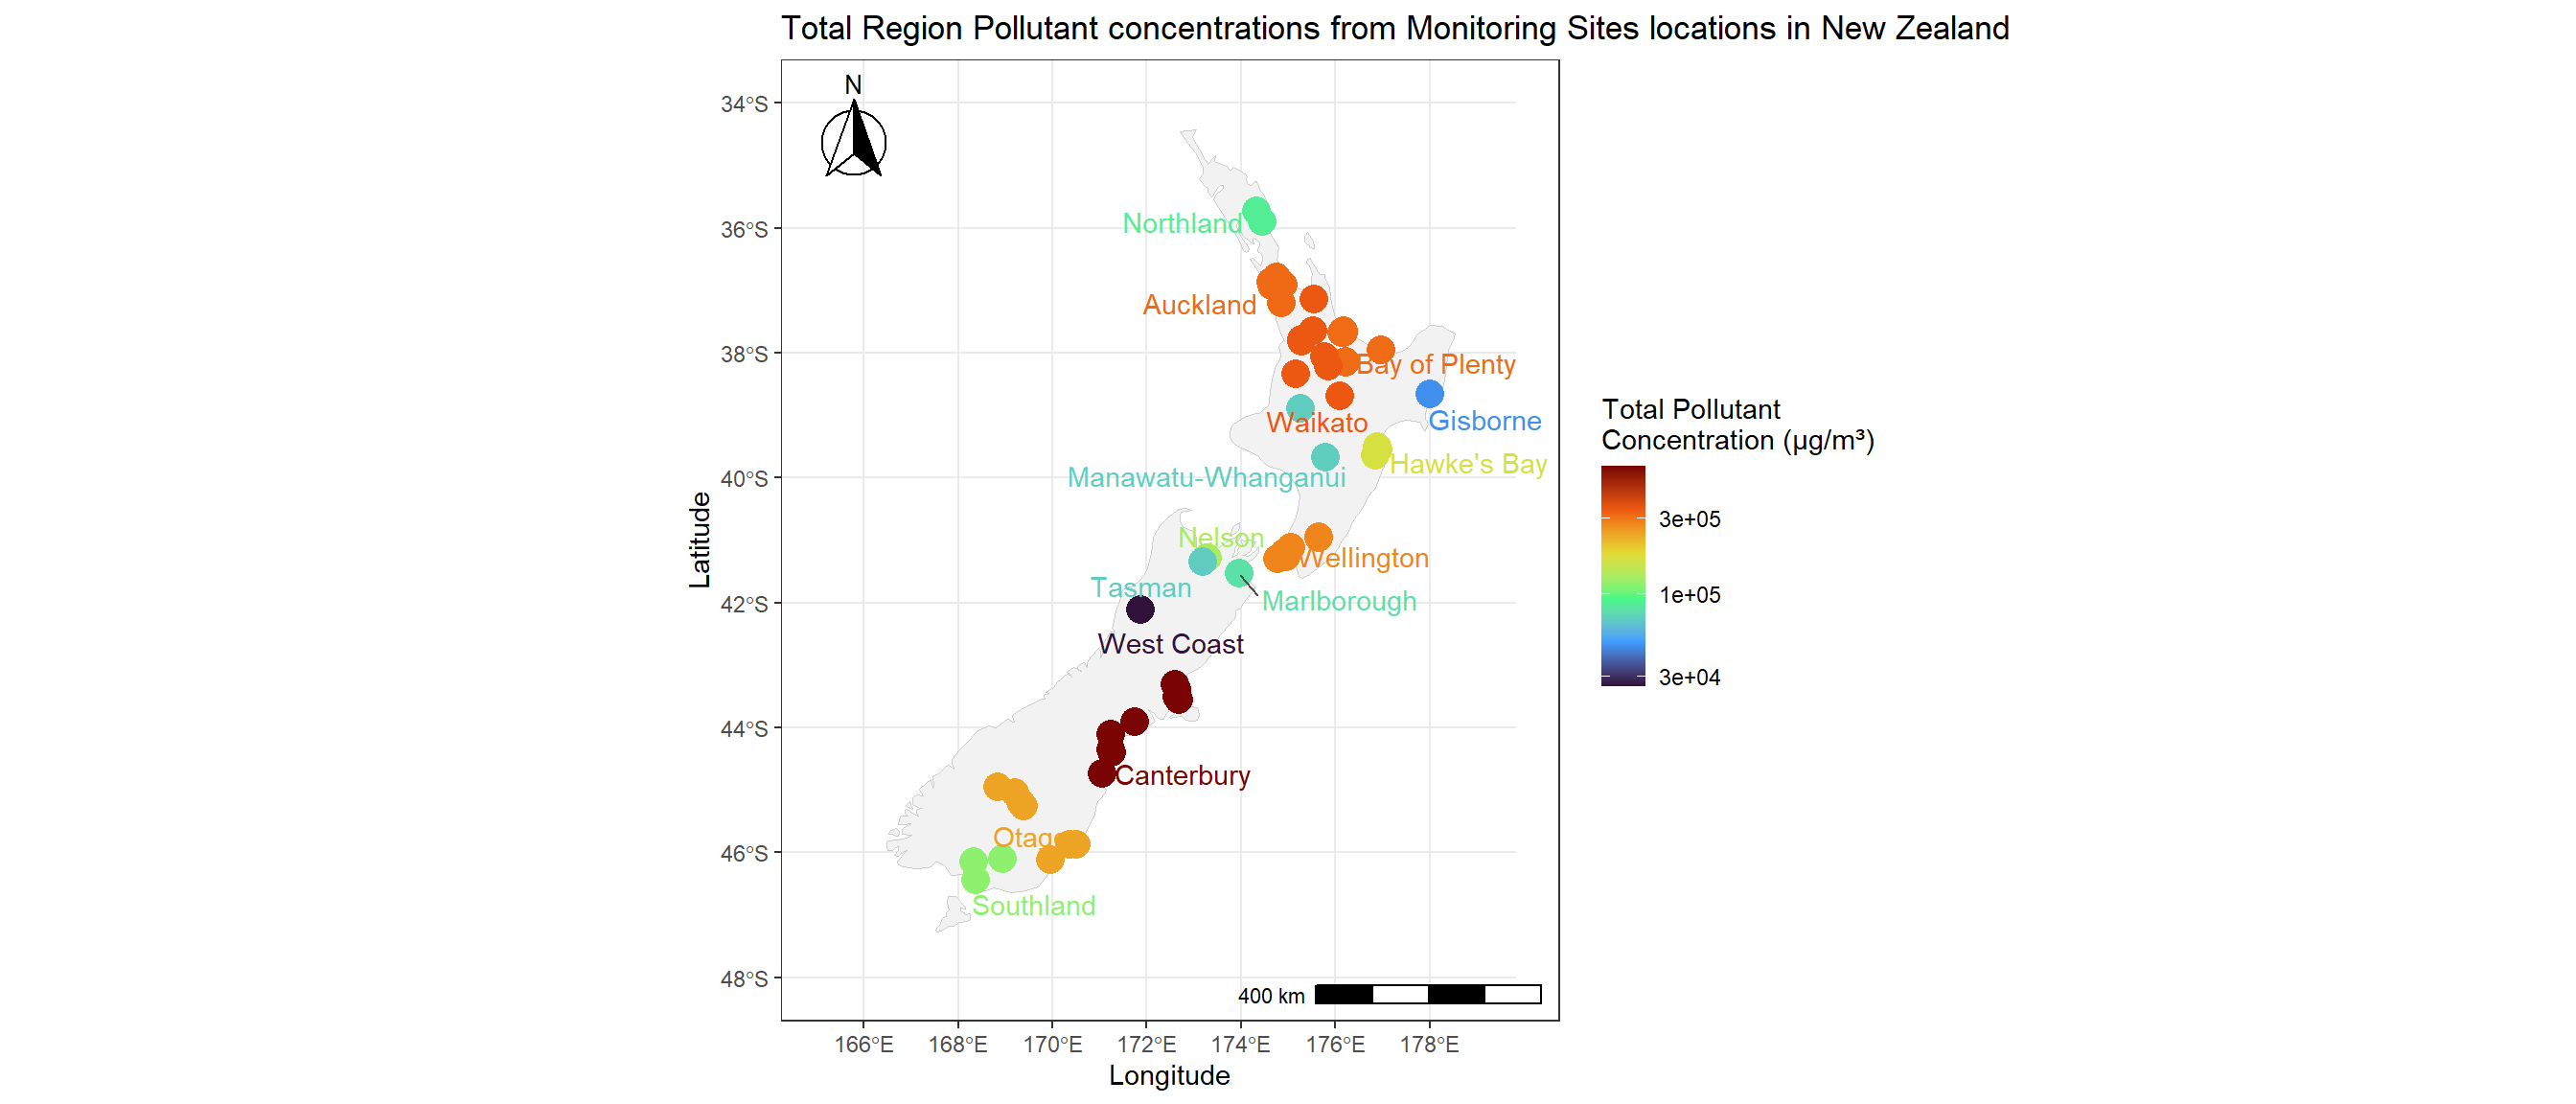 Total Region Pollutant concentrations from Monitoring Sites locations in New Zealand
N
34°S
36°S
38°S
40°S
42°S
44°S
46°S
48°S
Latitude
Northland
Auckland
Bay of Plenty
Waikato
Gisborne
Hawke's Bay
Manawatu-Whanganui
Nelson
Wellington
Tasman
Marlborough
West Coast
Canterbury
Otago
Southland
400 km
166°E
168°E
170°E
172°E
174°E
176°E
178°E
Longitude
Total Pollutant
Concentration (µg/m³)
3e+05
1e+05
3e+04